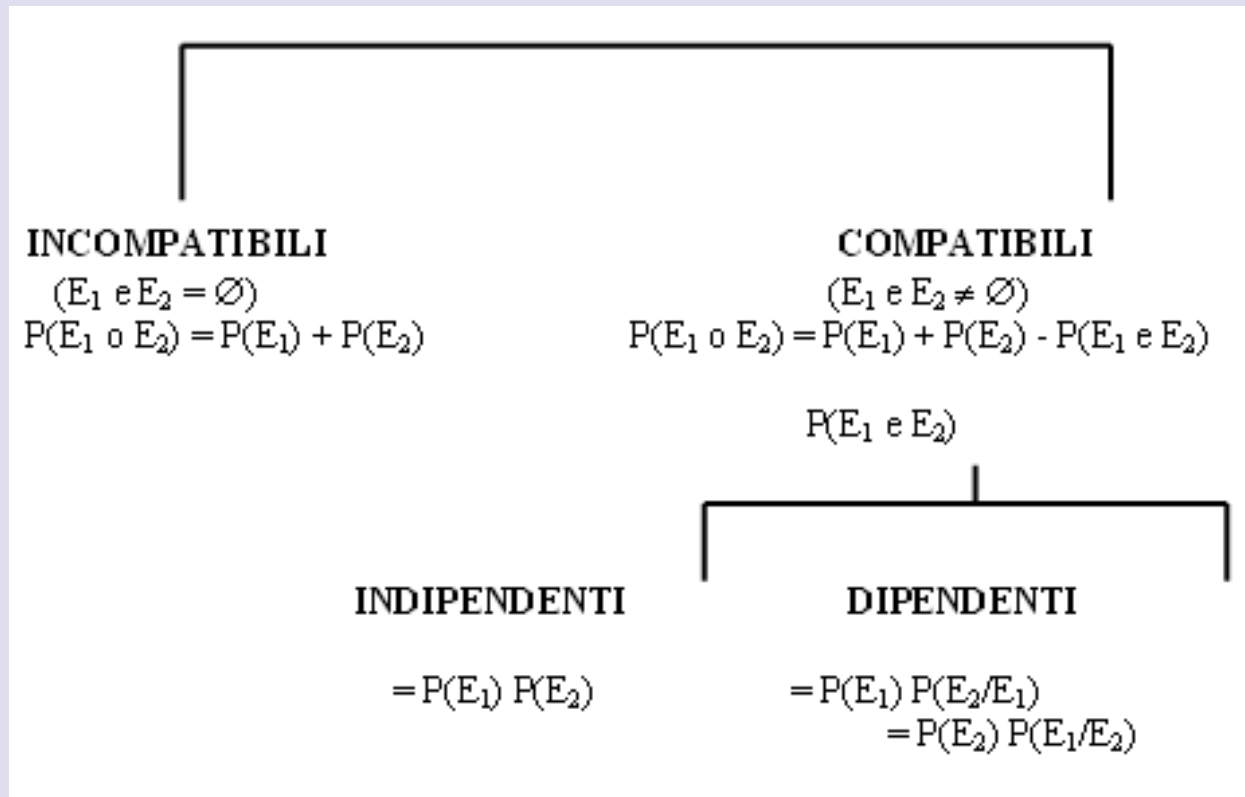 INCOMPATIBILI COMPATIBILI
(E₁ e E₂ = ∅) (E₁ e E₂ ≠ ∅)
P(E₁ o E₂) = P(E₁) + P(E₂) P(E₁ o E₂) = P(E₁) + P(E₂) - P(E₁ e E₂)
P(E₁ e E₂)
INDIPENDENTI DIPENDENTI
= P(E₁) P(E₂) = P(E₁) P(E₂/E₁)
= P(E₂) P(E₁/E₂)